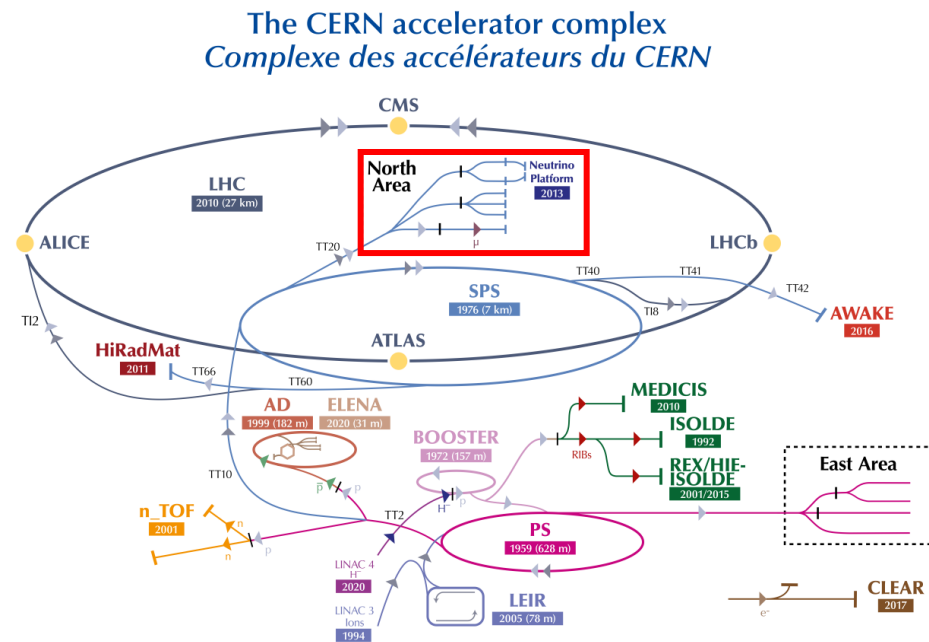 The CERN accelerator complex
Complexe des accélérateurs du CERN
CMS
North
Area
Neutrino
Platform
2013
LHC
2010 (27 km)
μ
ALICE
LHCb
TT20
TT40
TT41
TT42
SPS
1976 (7 km)
TI8
TI2
AWAKE
2016
ATLAS
HiRadMat
2011
TT66
TT60
MEDICIS
2010
AD
1999 (182 m)
ELENA
2020 (31 m)
ISOLDE
1992
BOOSTER
1972 (157 m)
RIBs
REX/HIE-
ISOLDE
2001/2015
East Area
TT10
p
p
p
H⁻
n_TOF
2001
n
n
p
TT2
PS
1959 (628 m)
LINAC 4
H⁻
2020
LINAC 3
Ions
1994
LEIR
2005 (78 m)
CLEAR
2017
e⁻